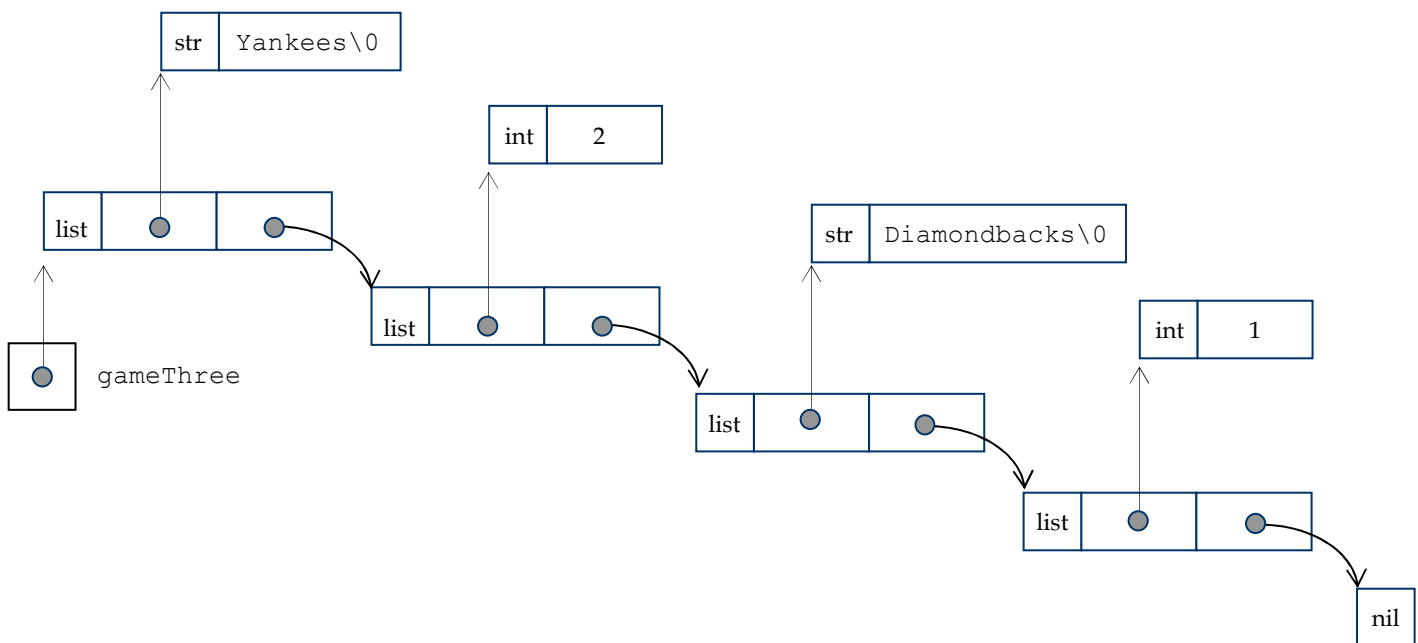 str Yankees\0
int 2
list
str Diamondbacks\0
list
int 1
gameThree
list
list
nil